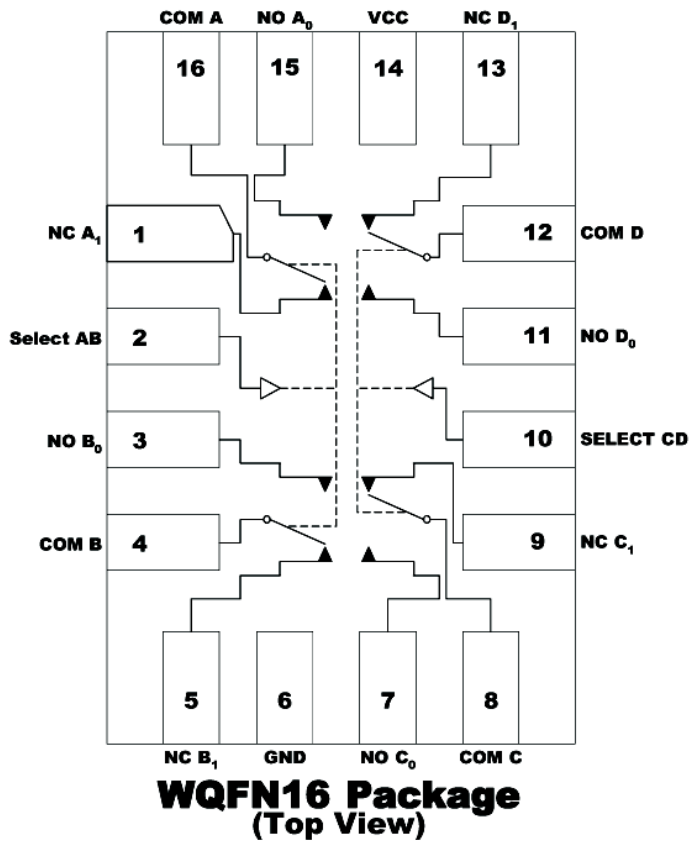 COM A NO A₀ VCC NC D₁
16 15 14 13
NC A₁ 1 12 COM D
Select AB 2 11 NO D₀
NO B₀ 3 10 SELECT CD
COM B 4 9 NC C₁
5 6 7 8
NC B₁ GND NO C₀ COM C
WQFN16 Package
(Top View)